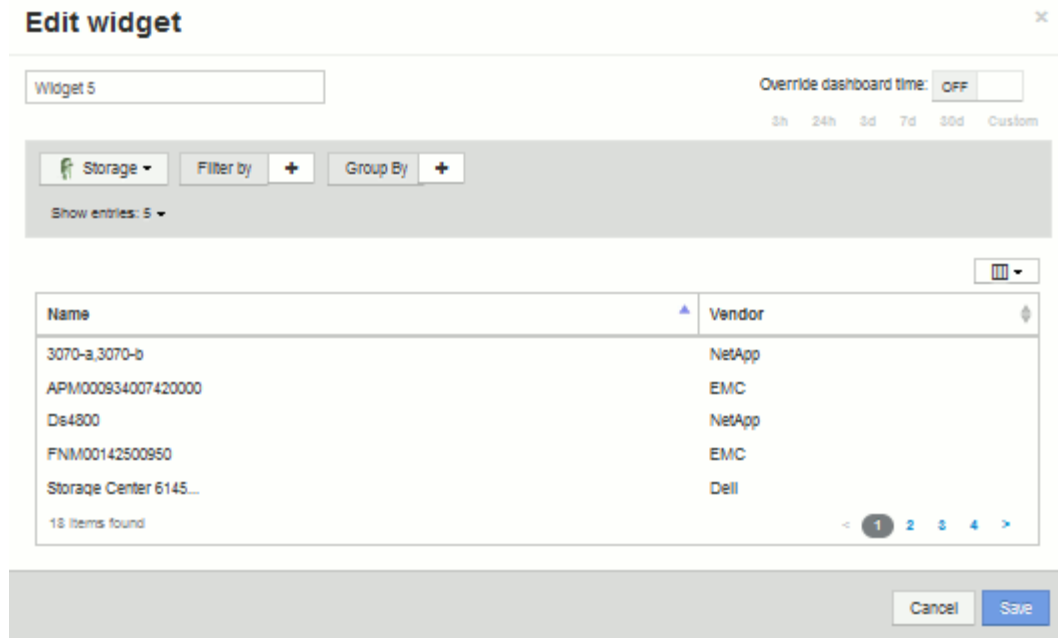 Edit widget
×
Widget 5
Override dashboard time: OFF
3h 24h 3d 7d 30d Custom
Storage Filter by + Group By +
Show entries: 5
Name Vendor
3070-a,3070-b NetApp
APM000934007420000 EMC
Ds4800 NetApp
FNM00142500950 EMC
Storage Center 6145... Dell
18 items found < 1 2 3 4 >
Cancel Save